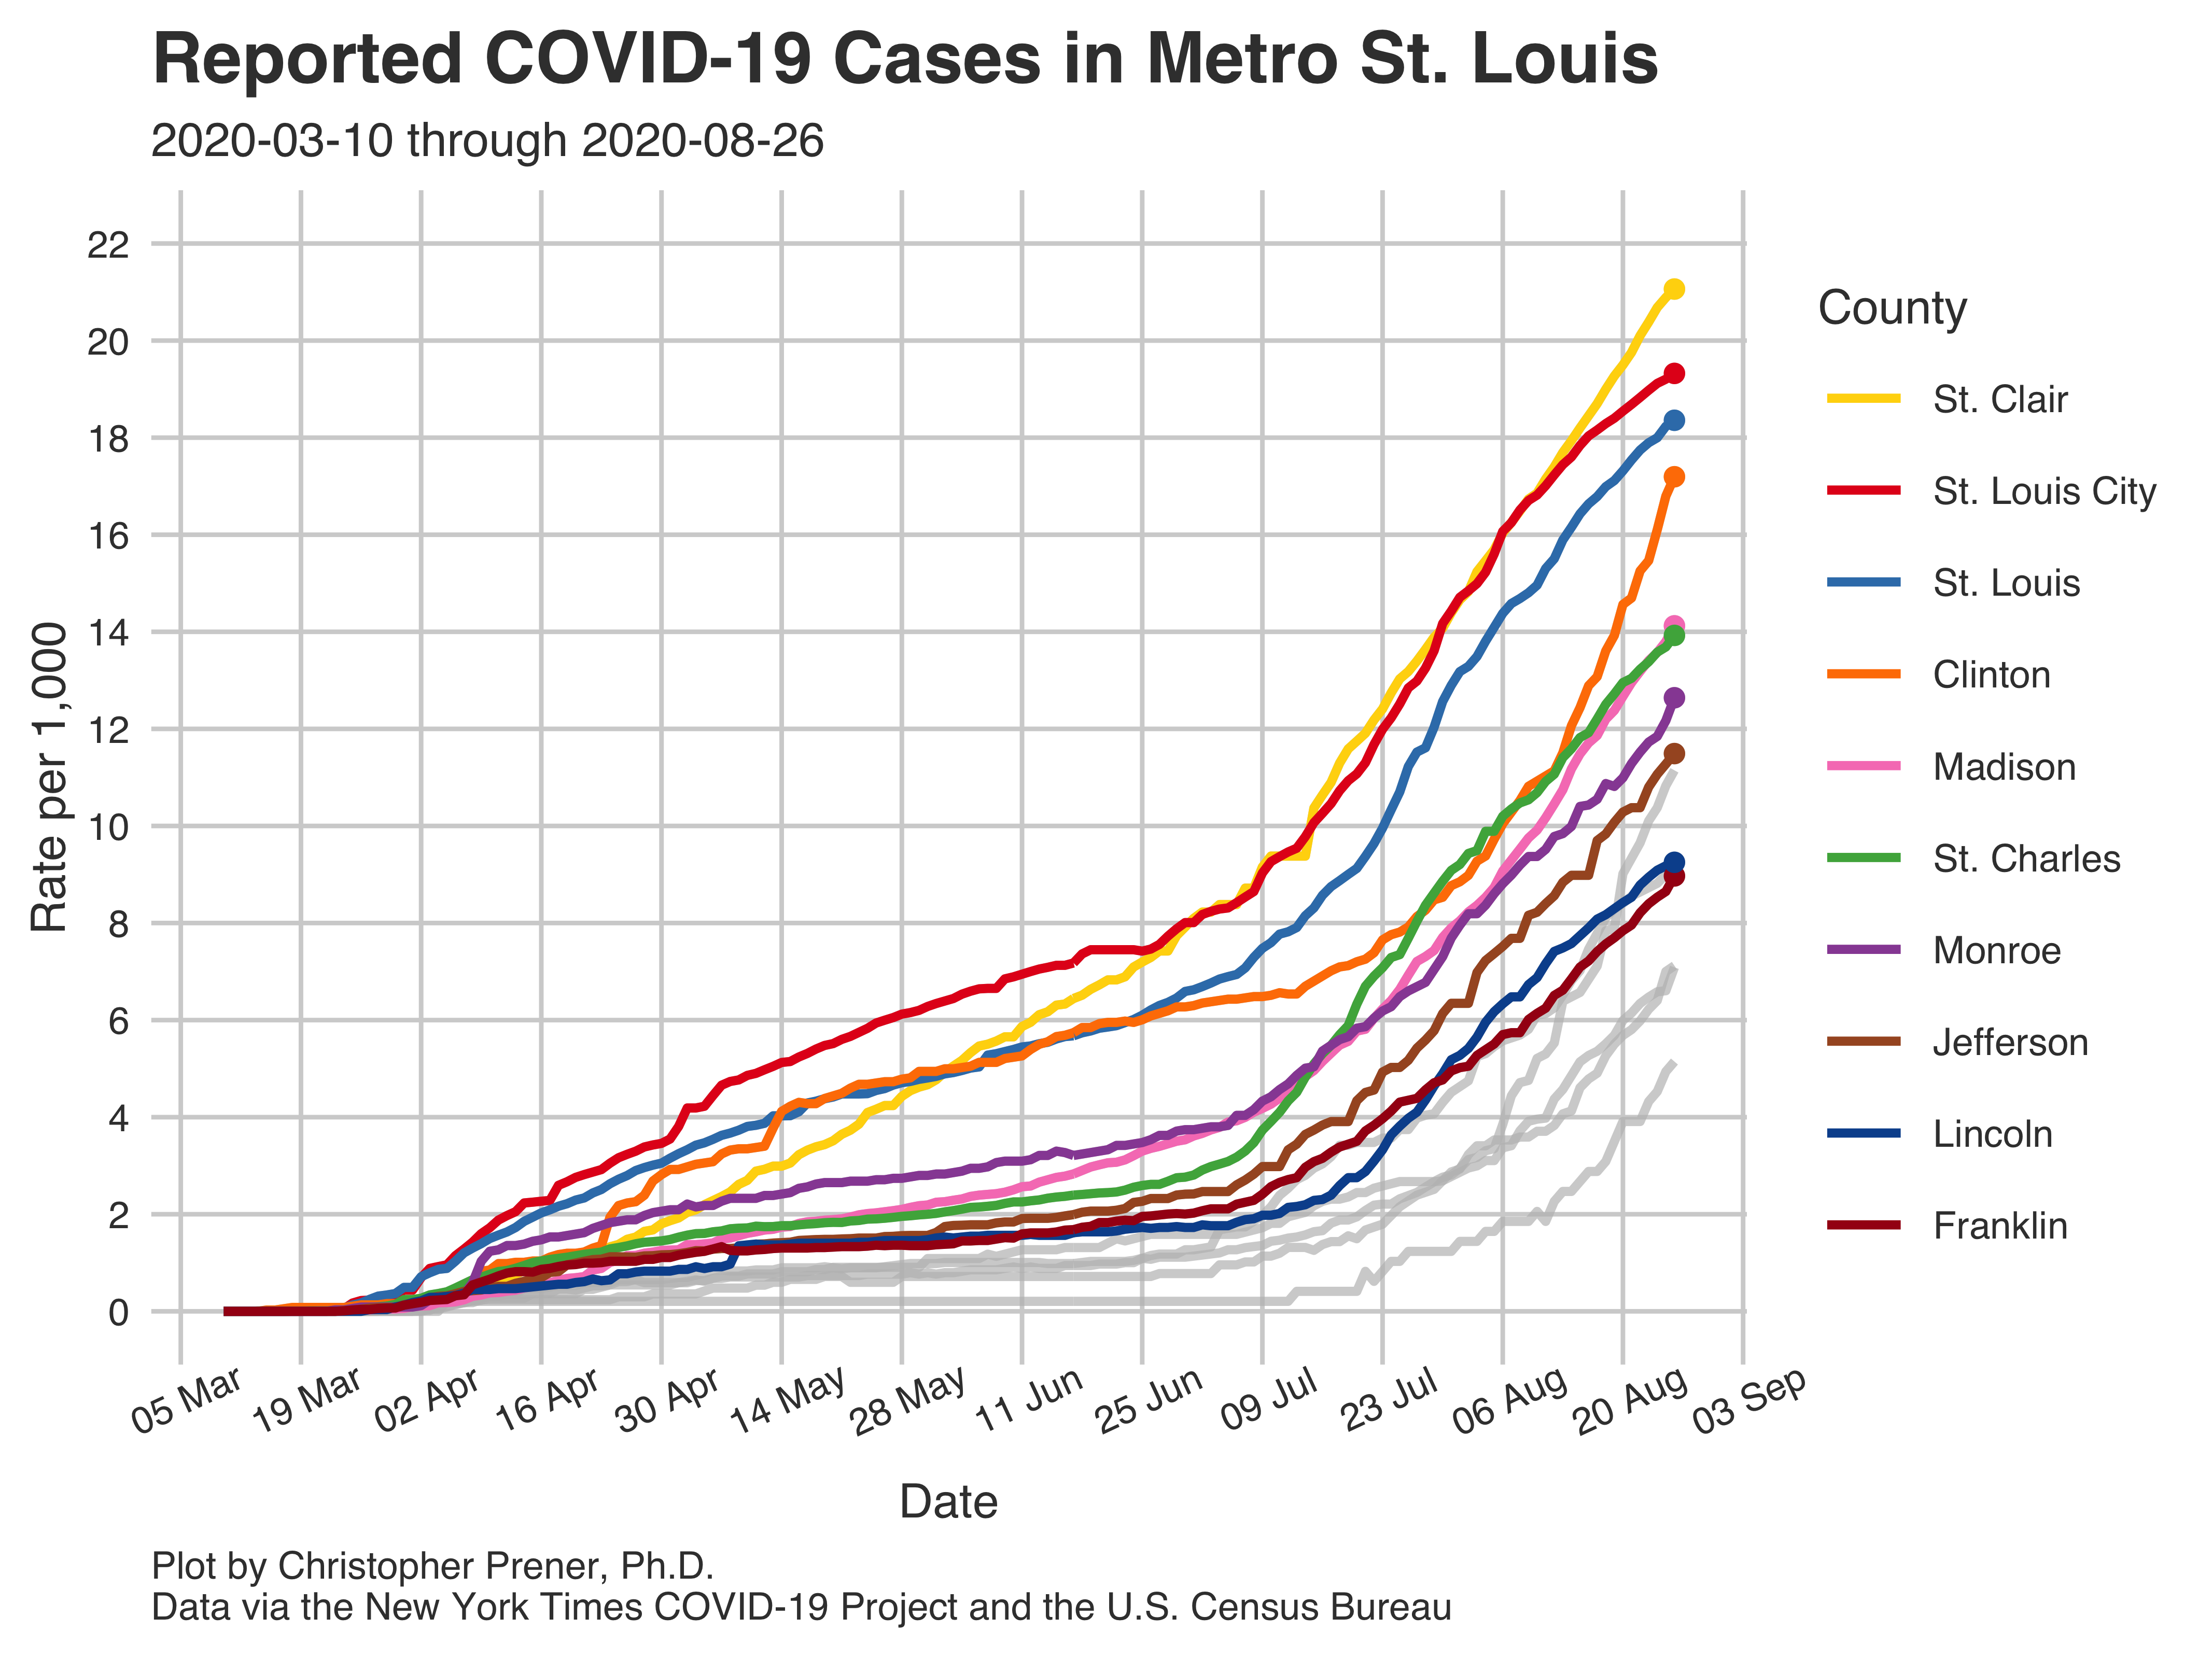 Reported COVID-19 Cases in Metro St. Louis
2020-03-10 through 2020-08-26
22
20
18
16
14
12
10
8
6
4
2
0
Rate per 1,000
05 Mar
19 Mar
02 Apr
16 Apr
30 Apr
14 May
28 May
11 Jun
25 Jun
09 Jul
23 Jul
06 Aug
20 Aug
03 Sep
Date
County
St. Clair
St. Louis City
St. Louis
Clinton
Madison
St. Charles
Monroe
Jefferson
Lincoln
Franklin
Plot by Christopher Prener, Ph.D.
Data via the New York Times COVID-19 Project and the U.S. Census Bureau